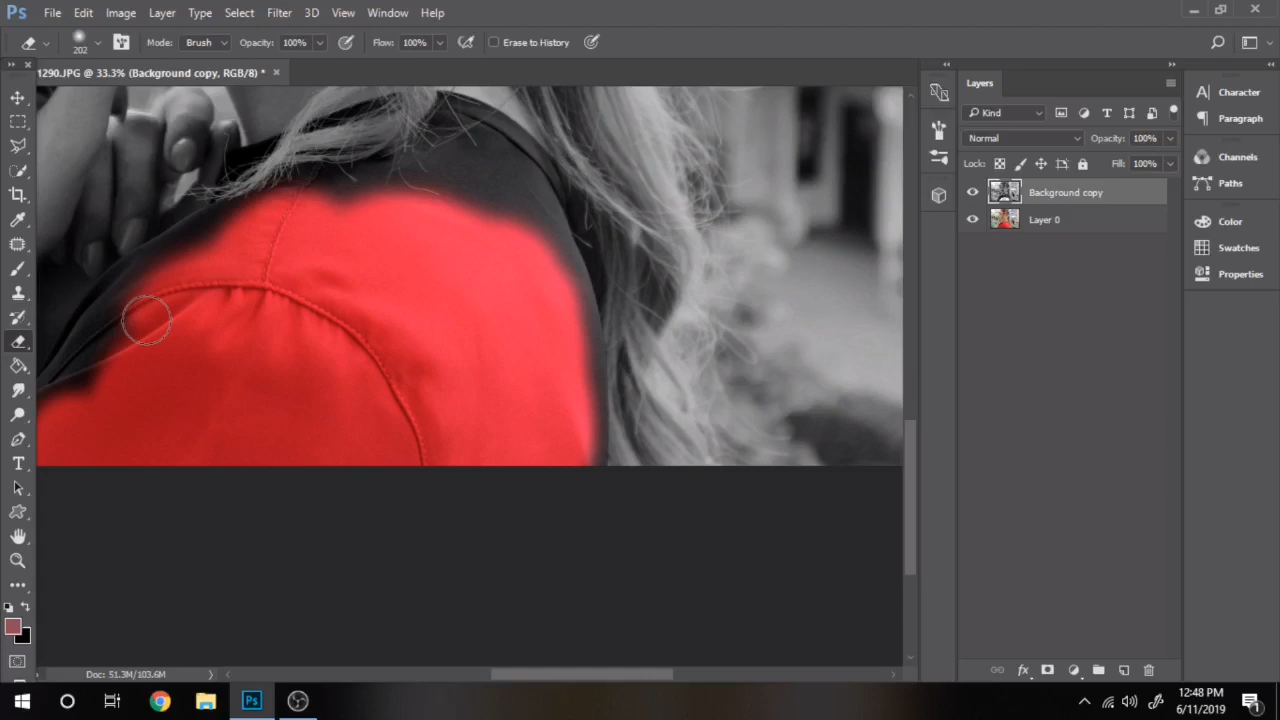 Ps File Edit Image Layer Type Select Filter 3D View Window Help
202 Mode: Brush Opacity: 100% Flow: 100% Erase to History
1290.JPG @ 33.3% (Background copy, RGB/8) *
Layers
Kind
Normal Opacity: 100%
Lock: Fill: 100%
Background copy
Layer 0
Character
Paragraph
Channels
Paths
Color
Swatches
Properties
Doc: 51.3M/103.6M
Ps
12:48 PM
6/11/2019
1